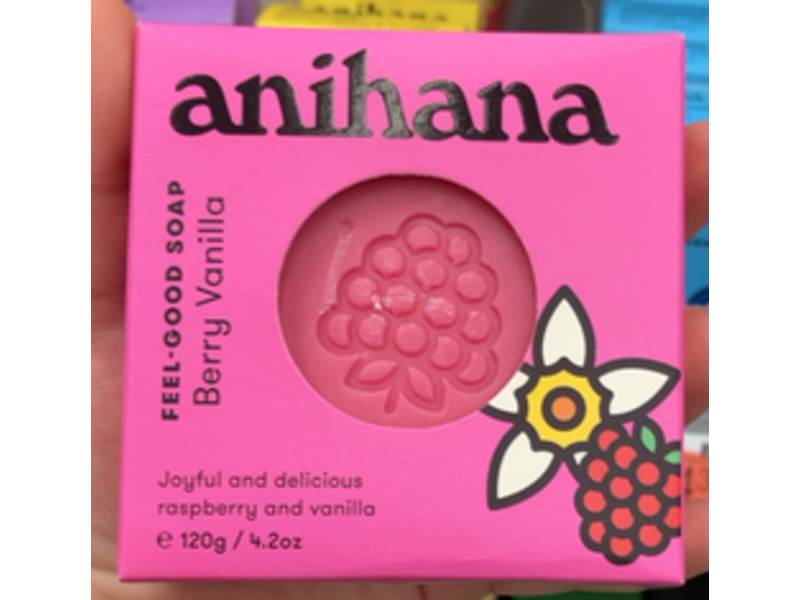 anihana
FEEL-GOOD SOAP
Berry Vanilla
Joyful and delicious
raspberry and vanilla
℮ 120g / 4.2oz